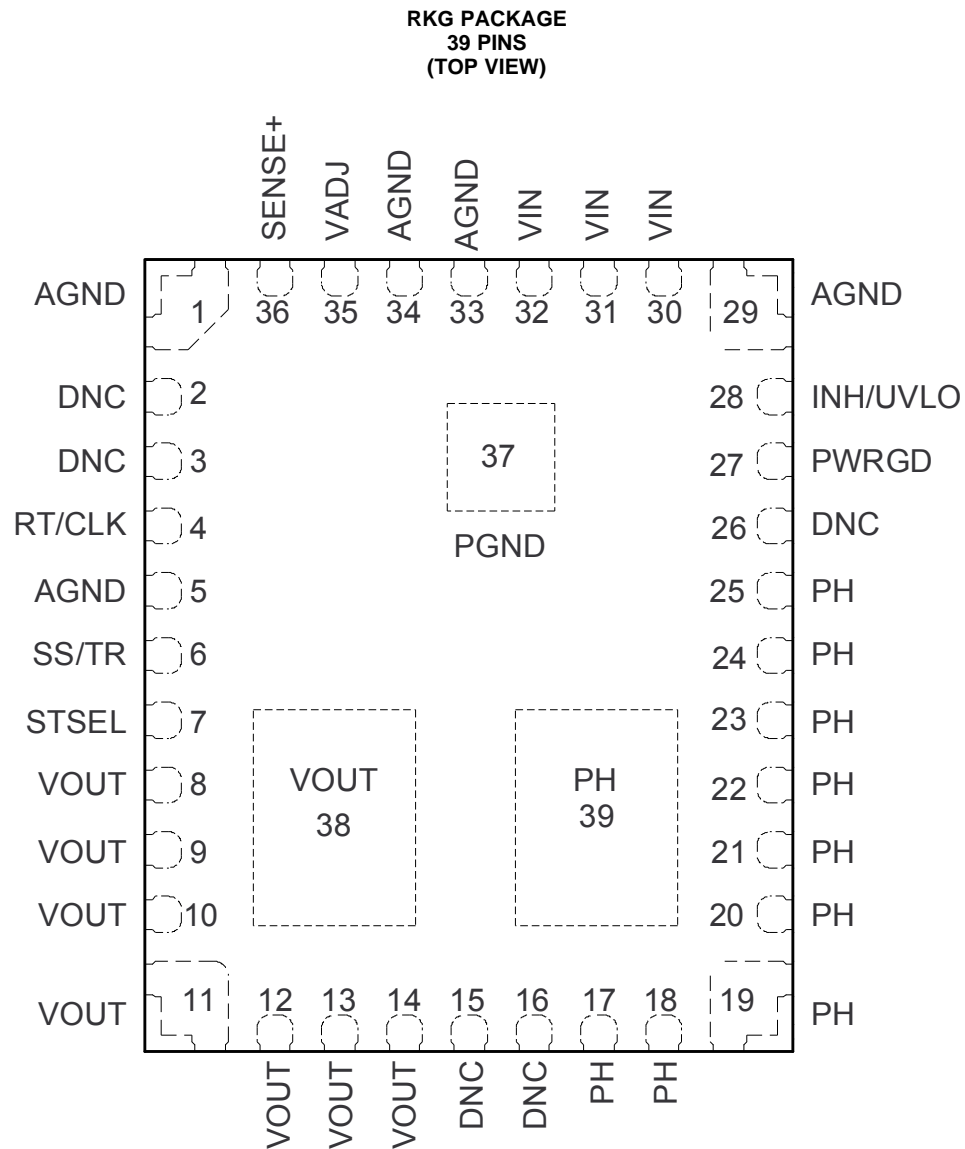 RKG PACKAGE
39 PINS
(TOP VIEW)
SENSE+
VADJ
AGND
AGND
VIN
VIN
VIN
AGND
1
36
35
34
33
32
31
30
29
AGND
DNC
2
28
INH/UVLO
DNC
3
37
27
PWRGD
RT/CLK
4
PGND
26
DNC
AGND
5
25
PH
SS/TR
6
24
PH
STSEL
7
23
PH
VOUT
8
VOUT
38
PH
39
22
PH
VOUT
9
21
PH
VOUT
10
20
PH
VOUT
11
12
13
14
15
16
17
18
19
PH
VOUT
VOUT
VOUT
DNC
DNC
PH
PH